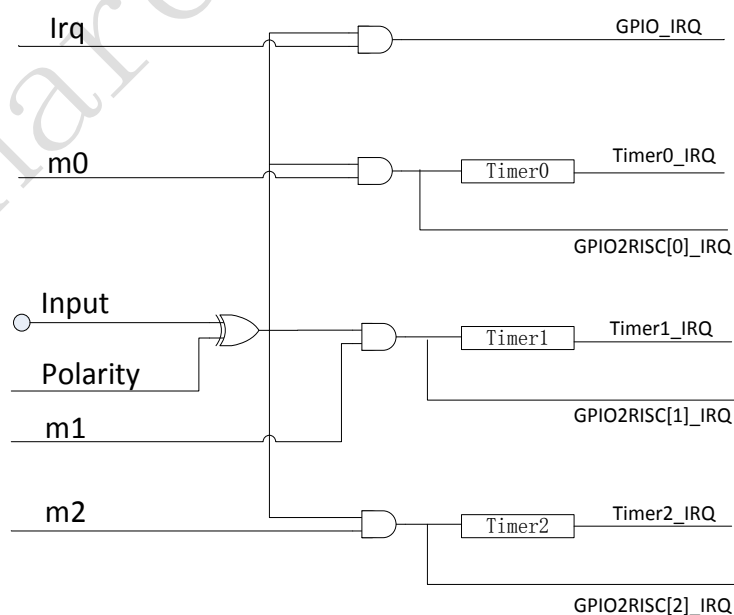 Irq
GPIO_IRQ
m0
Timer0
Timer0_IRQ
GPIO2RISC[0]_IRQ
Input
Timer1
Timer1_IRQ
Polarity
GPIO2RISC[1]_IRQ
m1
m2
Timer2
Timer2_IRQ
GPIO2RISC[2]_IRQ